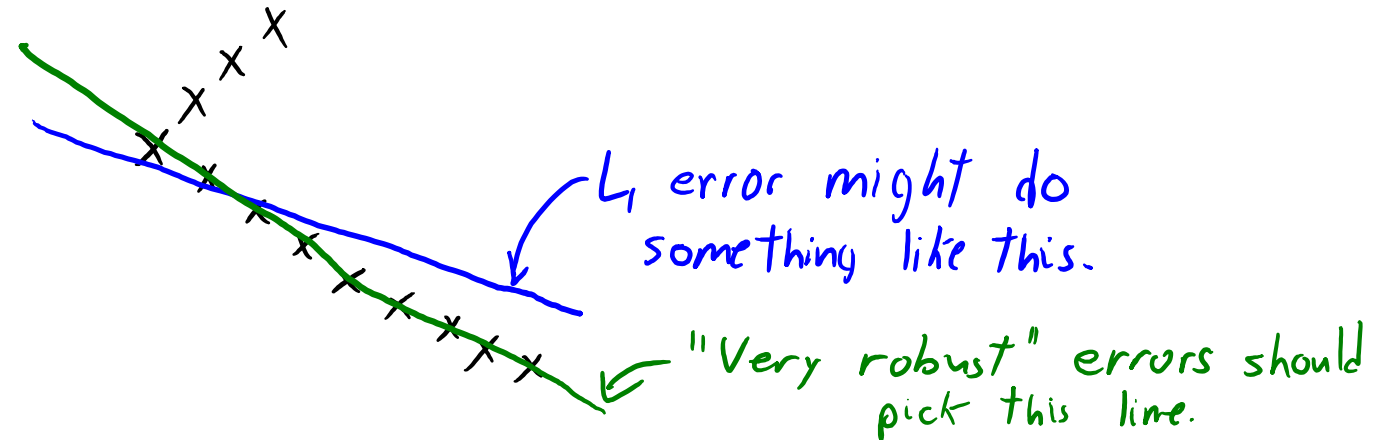 L₁ error might do
something like this.
"Very robust" errors should
pick this line.